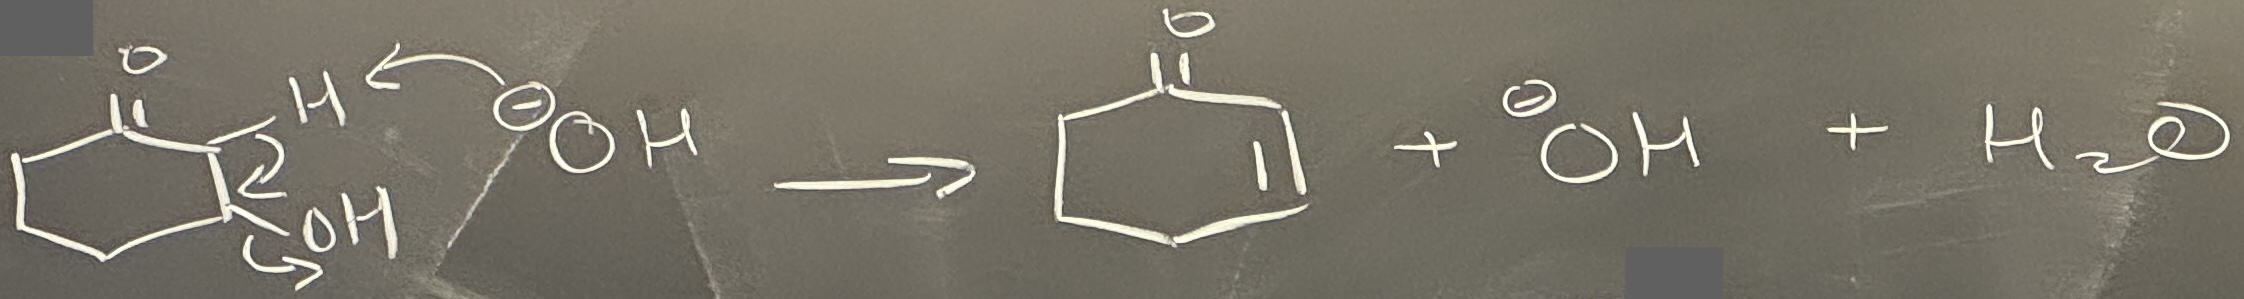 O
H
⊖OH
OH
→
O
+ ⊖OH + H₂O